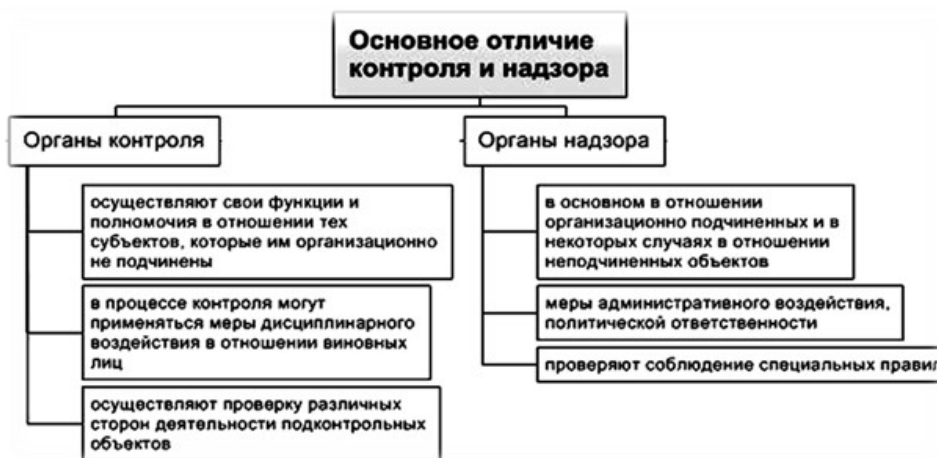 Основное отличие
контроля и надзора
Органы контроля
осуществляют свои функции и
полномочия в отношении тех
субъектов, которые им организационно
не подчинены
в процессе контроля могут
применяться меры дисциплинарного
воздействия в отношении виновных
лиц
осуществляют проверку различных
сторон деятельности подконтрольных
объектов
Органы надзора
в основном в отношении
организационно подчиненных и в
некоторых случаях в отношении
неподчиненных объектов
меры административного воздействия,
политической ответственности
проверяют соблюдение специальных правил